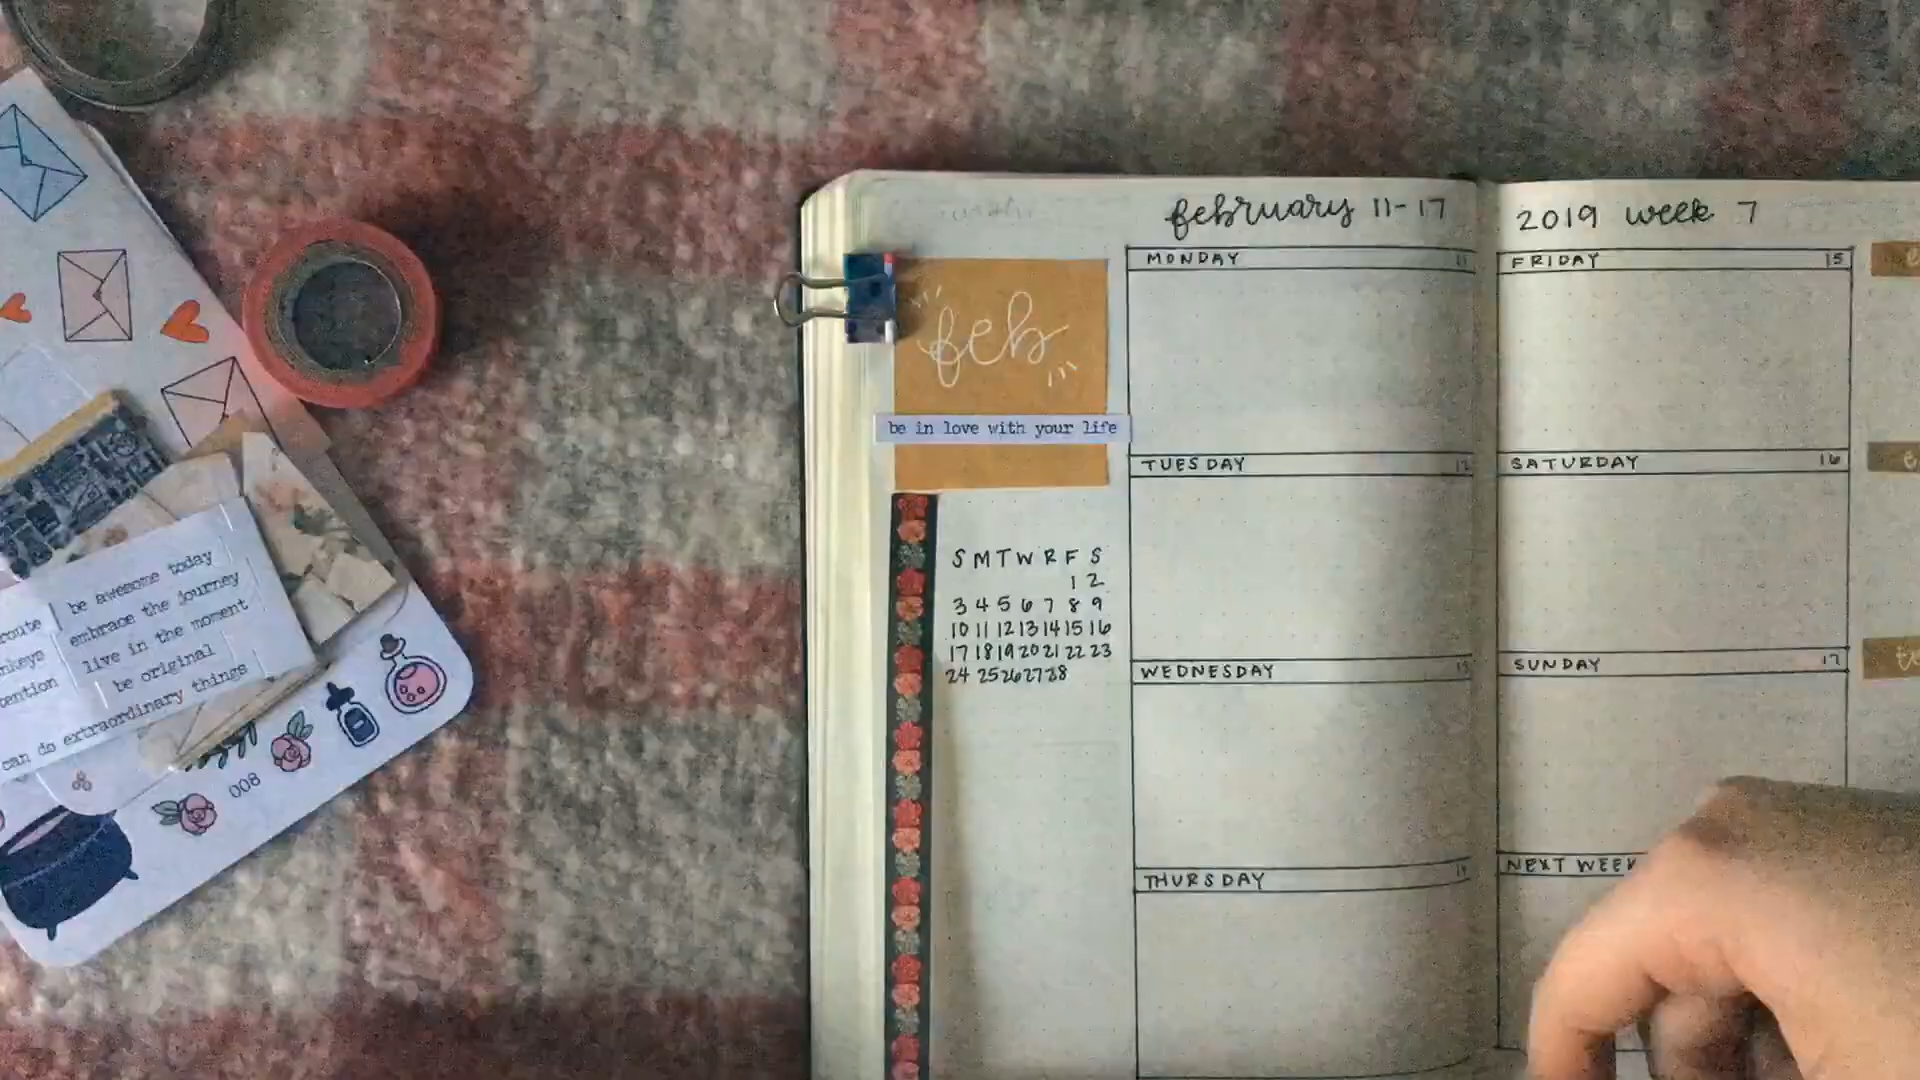 february 11-17
2019 week 7
MONDAY 11
FRIDAY 15
feb
be in love with your life
TUESDAY 12
SATURDAY 16
S M T W R F S
1 2
3 4 5 6 7 8 9
10 11 12 13 14 15 16
17 18 19 20 21 22 23
24 25 26 27 28
WEDNESDAY 13
SUNDAY 17
THURSDAY 14
NEXT WEEK
be awesome today
embrace the journey
live in the moment
be original
can do extraordinary things
008